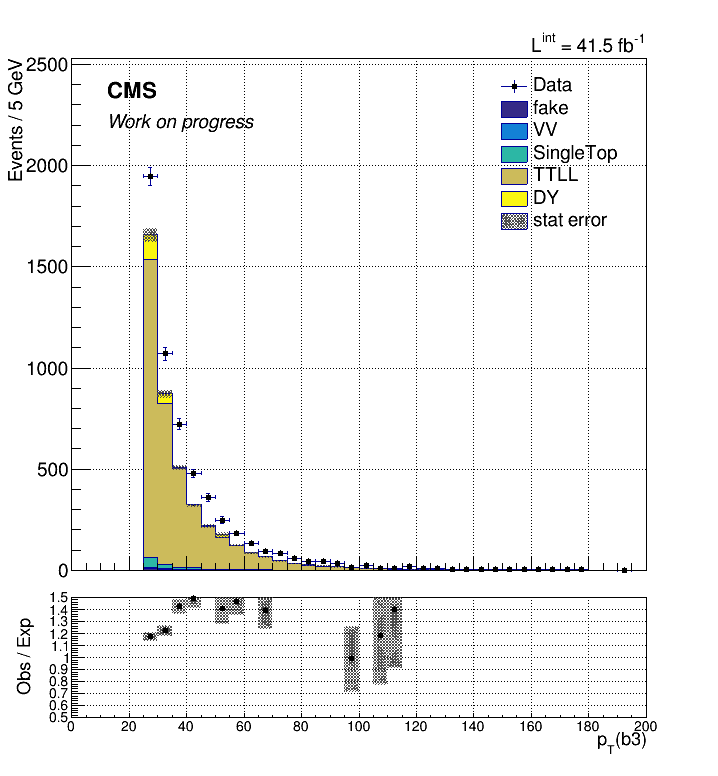 L^int = 41.5 fb^-1
Events / 5 GeV
2500
2000
1500
1000
500
0
CMS
Work on progress
Data
fake
VV
SingleTop
TTLL
DY
stat error
Obs / Exp
1.5
1.4
1.3
1.2
1.1
1
0.9
0.8
0.7
0.6
0.5
0 20 40 60 80 100 120 140 160 180 200
p_T(b3)